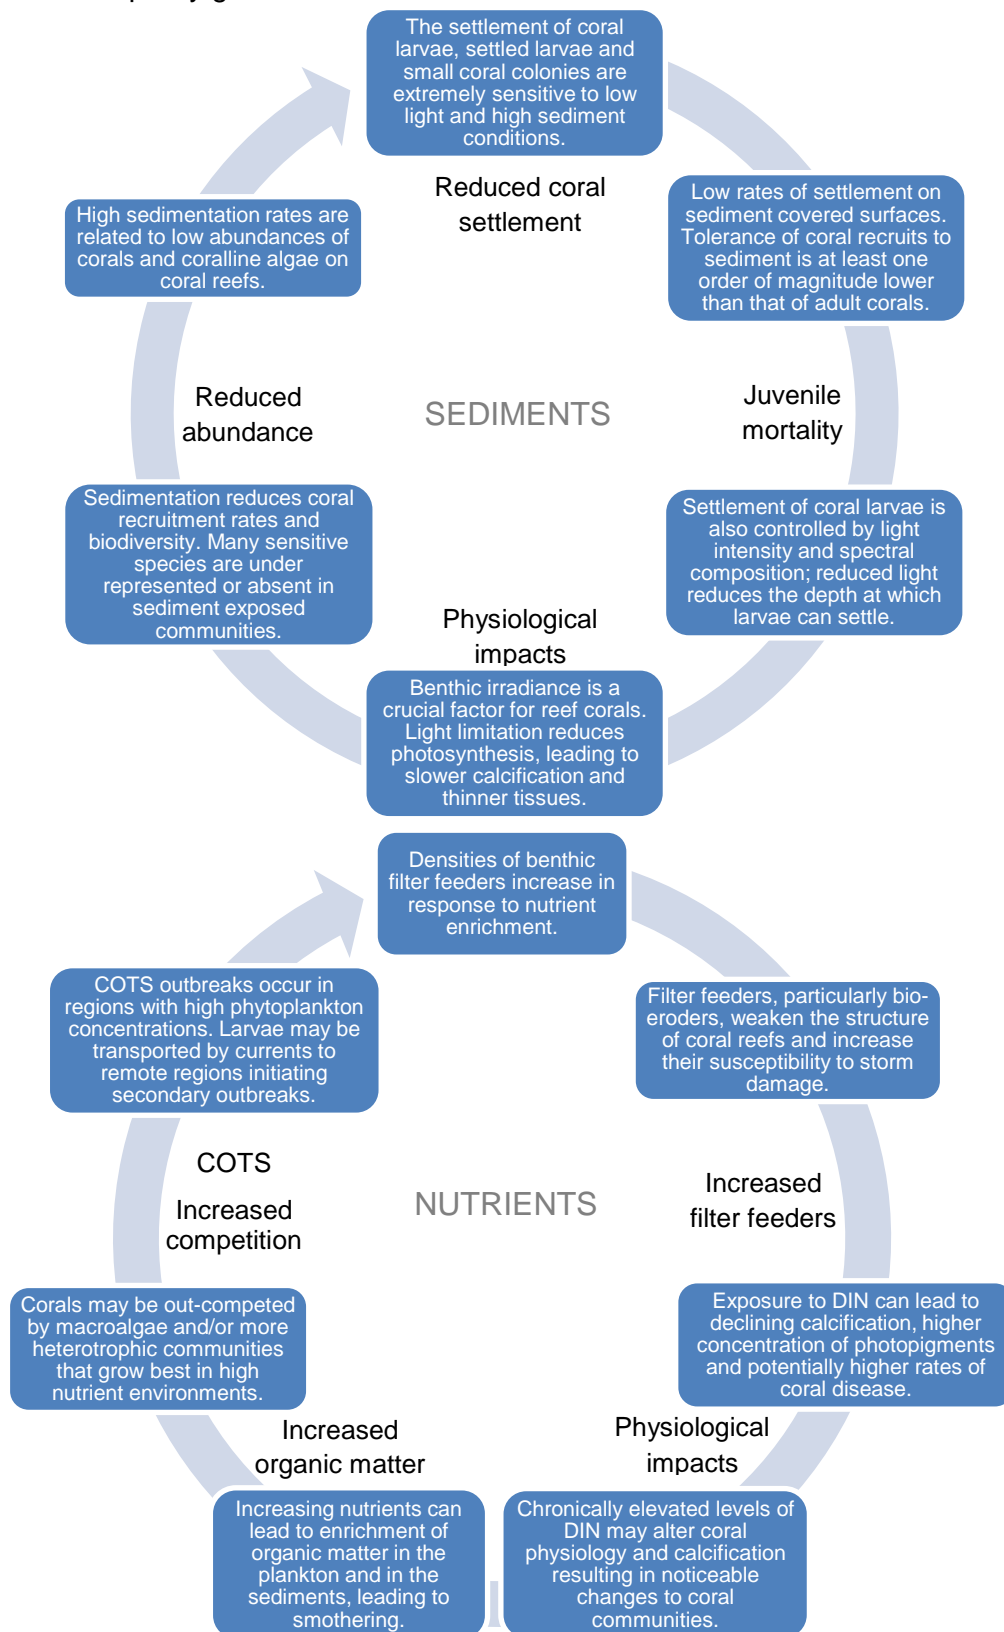 The settlement of coral
larvae, settled larvae and
small coral colonies are
extremely sensitive to low
light and high sediment
conditions.
Reduced coral
settlement
Low rates of settlement on
sediment covered surfaces.
Tolerance of coral recruits to
sediment is at least one
order of magnitude lower
than that of adult corals.
High sedimentation rates are
related to low abundances of
corals and coralline algae on
coral reefs.
Reduced
abundance
SEDIMENTS
Juvenile
mortality
Sedimentation reduces coral
recruitment rates and
biodiversity. Many sensitive
species are under
represented or absent in
sediment exposed
communities.
Settlement of coral larvae is
also controlled by light
intensity and spectral
composition; reduced light
reduces the depth at which
larvae can settle.
Physiological
impacts
Benthic irradiance is a
crucial factor for reef corals.
Light limitation reduces
photosynthesis, leading to
slower calcification and
thinner tissues.
Densities of benthic
filter feeders increase in
response to nutrient
enrichment.
COTS outbreaks occur in
regions with high phytoplankton
concentrations. Larvae may be
transported by currents to
remote regions initiating
secondary outbreaks.
Filter feeders, particularly bio-
eroders, weaken the structure
of coral reefs and increase
their susceptibility to storm
damage.
COTS
Increased
competition
NUTRIENTS
Increased
filter feeders
Corals may be out-competed
by macroalgae and/or more
heterotrophic communities
that grow best in high
nutrient environments.
Exposure to DIN can lead to
declining calcification, higher
concentration of photopigments
and potentially higher rates of
coral disease.
Increased
organic matter
Physiological
impacts
Increasing nutrients can
lead to enrichment of
organic matter in the
plankton and in the
sediments, leading to
smothering.
Chronically elevated levels of
DIN may alter coral
physiology and calcification
resulting in noticeable
changes to coral
communities.